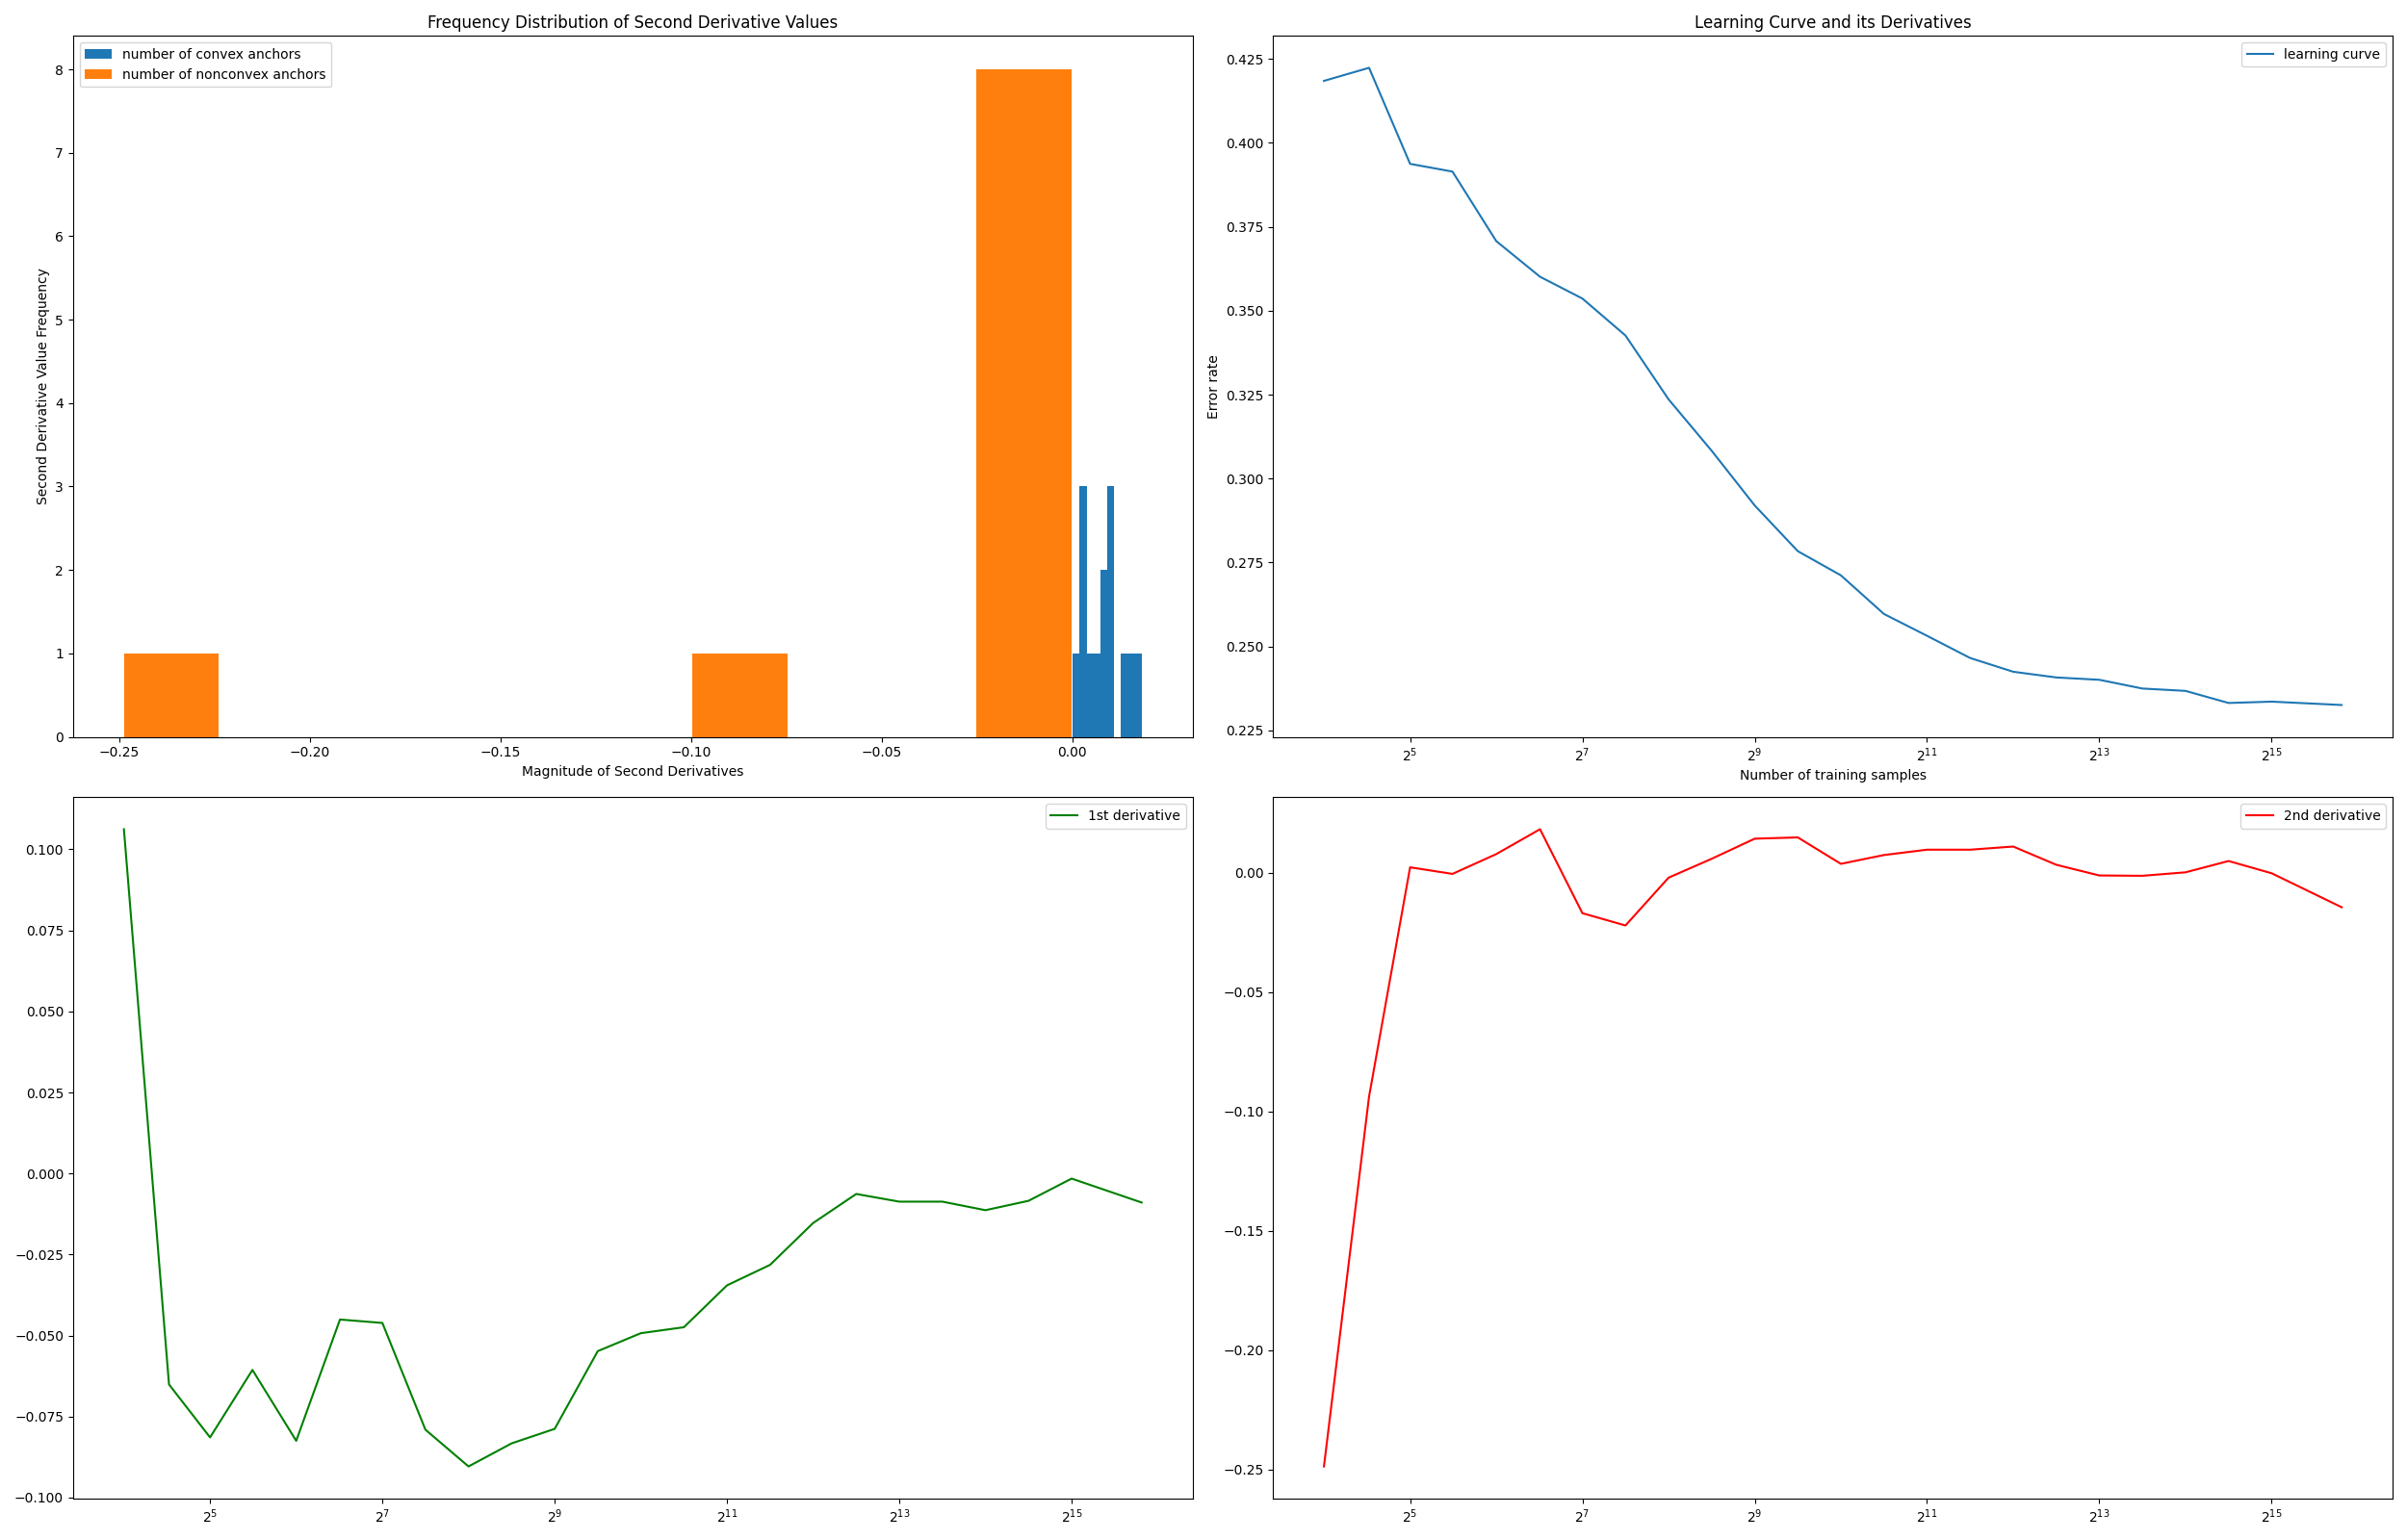 Frequency Distribution of Second Derivative Values
number of convex anchors
number of nonconvex anchors
8
7
6
5
4
3
2
1
0
Second Derivative Value Frequency
−0.25 −0.20 −0.15 −0.10 −0.05 0.00
Magnitude of Second Derivatives
Learning Curve and its Derivatives
learning curve
0.425
0.400
0.375
0.350
0.325
0.300
0.275
0.250
0.225
Error rate
2^5 2^7 2^9 2^11 2^13 2^15
Number of training samples
1st derivative
0.100
0.075
0.050
0.025
0.000
−0.025
−0.050
−0.075
−0.100
2^5 2^7 2^9 2^11 2^13 2^15
2nd derivative
0.00
−0.05
−0.10
−0.15
−0.20
−0.25
2^5 2^7 2^9 2^11 2^13 2^15